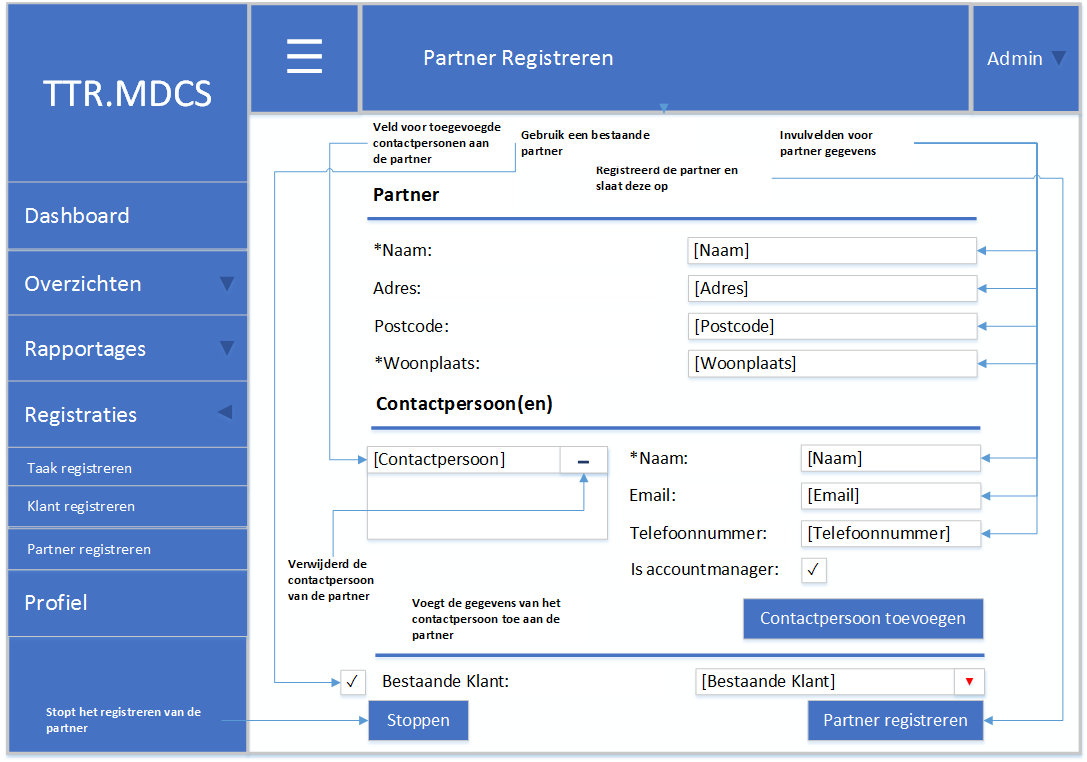 TTR.MDCS
Partner Registreren
Admin
Dashboard
Overzichten
Rapportages
Registraties
Taak registreren
Klant registreren
Partner registreren
Profiel
Stopt het registreren van de
partner
Veld voor toegevoegde
contactpersonen aan
de partner
Gebruik een bestaande
partner
Registreerd de partner en
slaat deze op
Invulvelden voor
partner gegevens
Partner
*Naam:
[Naam]
Adres:
[Adres]
Postcode:
[Postcode]
*Woonplaats:
[Woonplaats]
Contactpersoon(en)
[Contactpersoon]
*Naam:
[Naam]
Email:
[Email]
Telefoonnummer:
[Telefoonnummer]
Is accountmanager:
Verwijderd de
contactpersoon
van de partner
Voegt de gegevens van het
contactpersoon toe aan de
partner
Contactpersoon toevoegen
Bestaande Klant:
[Bestaande Klant]
Stoppen
Partner registreren